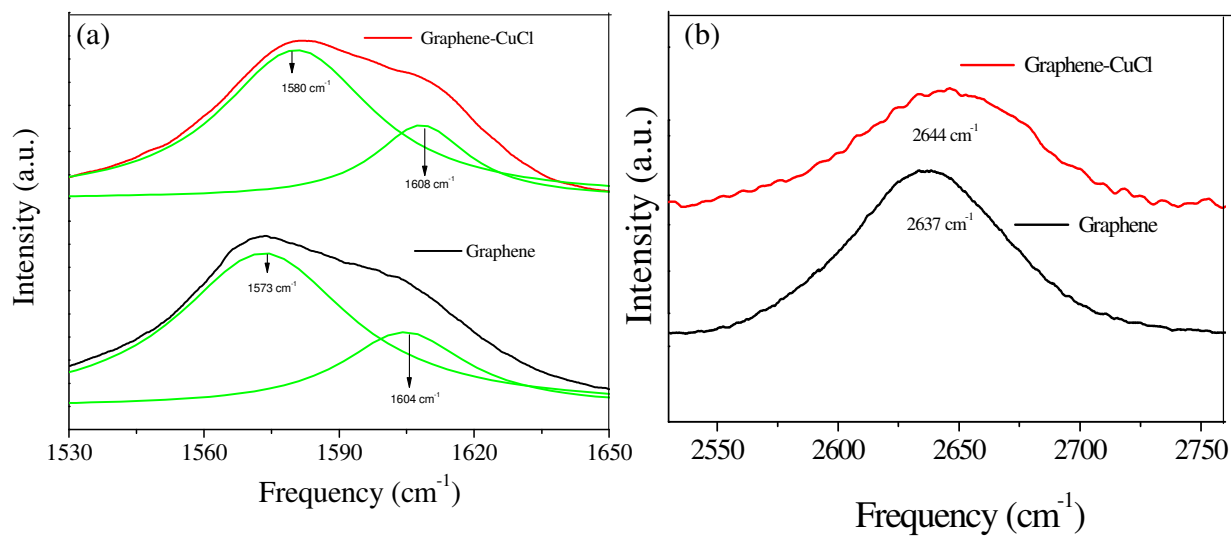 (a)
Graphene-CuCl
1580 cm⁻¹
1608 cm⁻¹
Graphene
1573 cm⁻¹
1604 cm⁻¹
Intensity (a.u.)
1530 1560 1590 1620 1650
Frequency (cm⁻¹)
(b)
Graphene-CuCl
2644 cm⁻¹
Graphene
2637 cm⁻¹
Intensity (a.u.)
2550 2600 2650 2700 2750
Frequency (cm⁻¹)